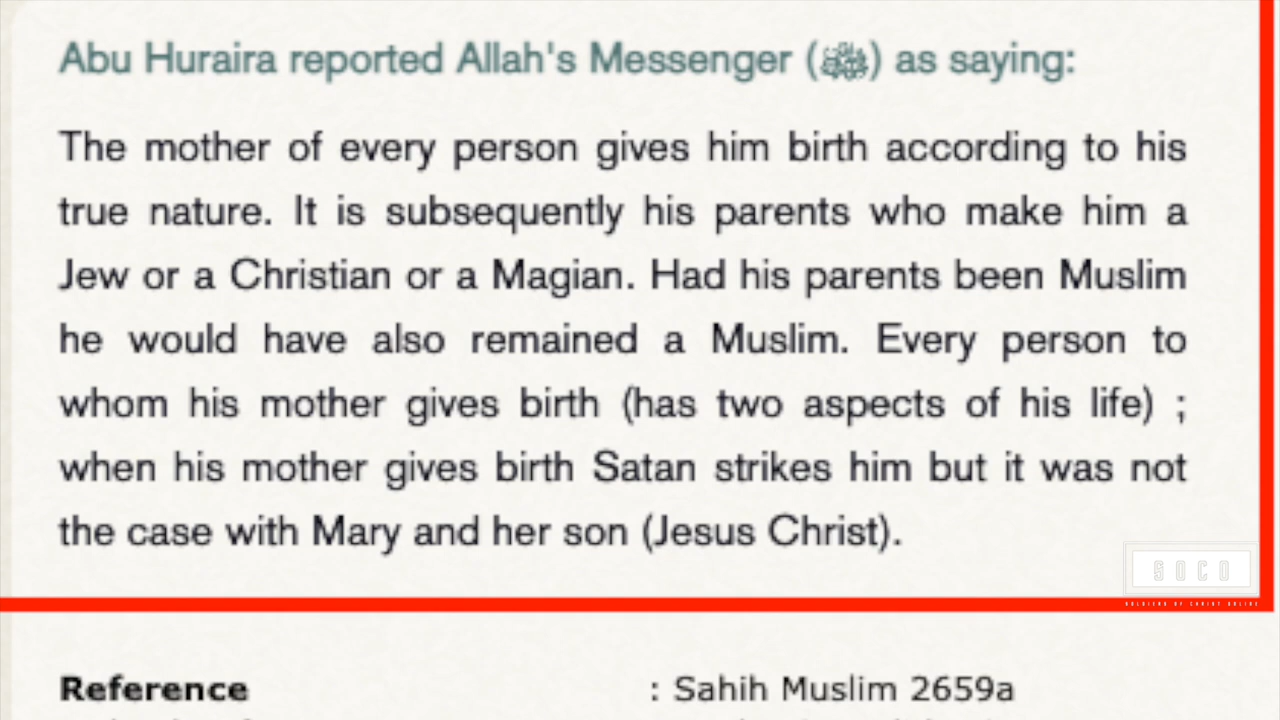 Abu Huraira reported Allah's Messenger (ﷺ) as saying:
The mother of every person gives him birth according to his
true nature. It is subsequently his parents who make him a
Jew or a Christian or a Magian. Had his parents been Muslim
he would have also remained a Muslim. Every person to
whom his mother gives birth (has two aspects of his life) ;
when his mother gives birth Satan strikes him but it was not
the case with Mary and her son (Jesus Christ).
SOCO
SOLDIERS OF CHRIST ONLINE
Reference : Sahih Muslim 2659a